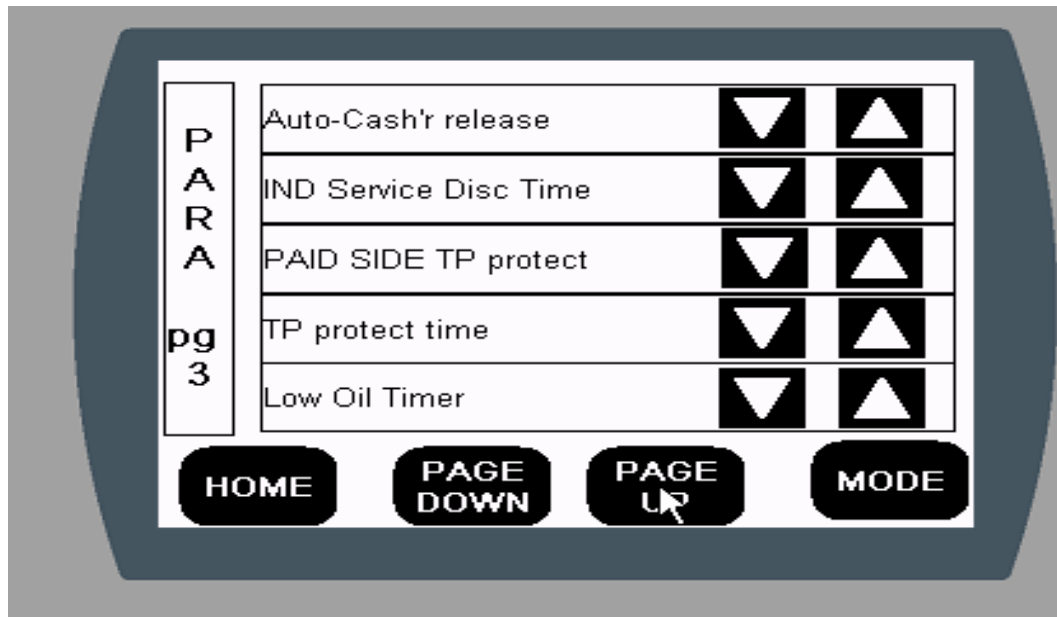 PARA
pg
3
Auto-Cash'r release
IND Service Disc Time
PAID SIDE TP protect
TP protect time
Low Oil Timer
HOME
PAGE
DOWN
PAGE
UP
MODE